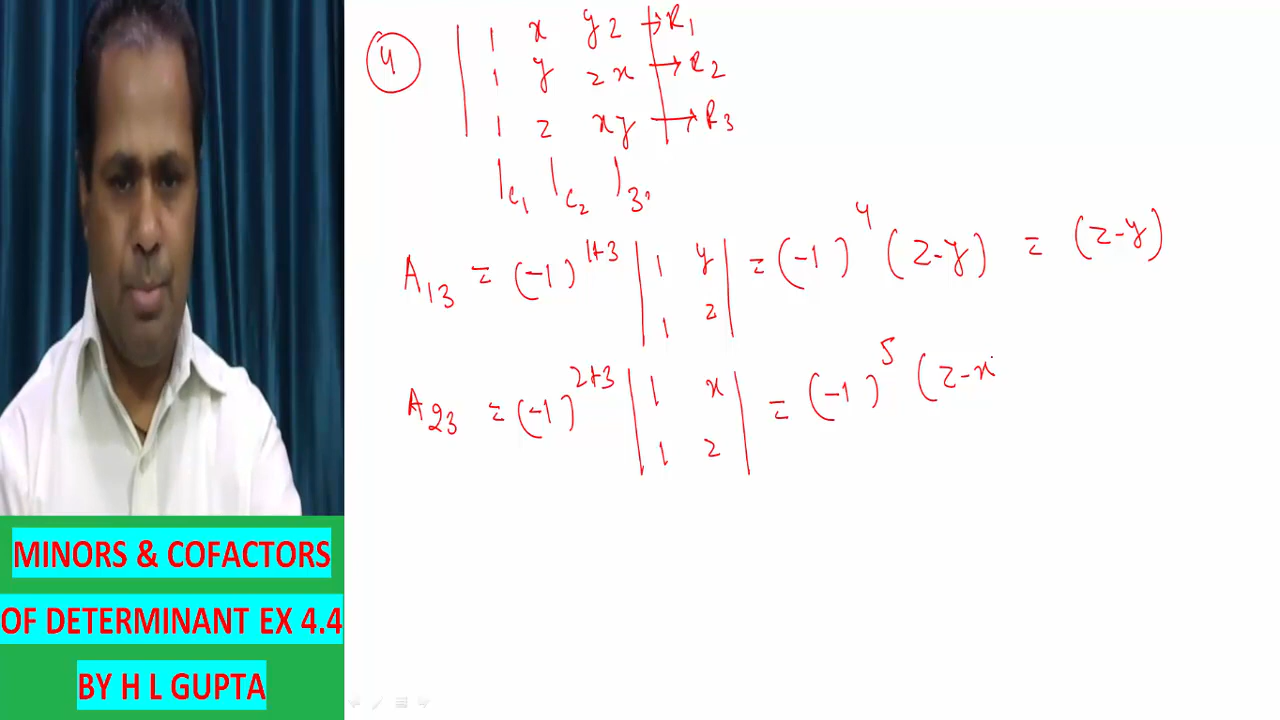 4
1 x yz → R1
1 y zx → R2
1 z xy → R3
C1 C2 3
A13 = (-1)^1+3 | 1 y | = (-1)^4 (z-y) = (z-y)
1 z
A23 = (-1)^2+3 | 1 x | = (-1)^5 (z-x
1 z
MINORS & COFACTORS
OF DETERMINANT EX 4.4
BY H L GUPTA